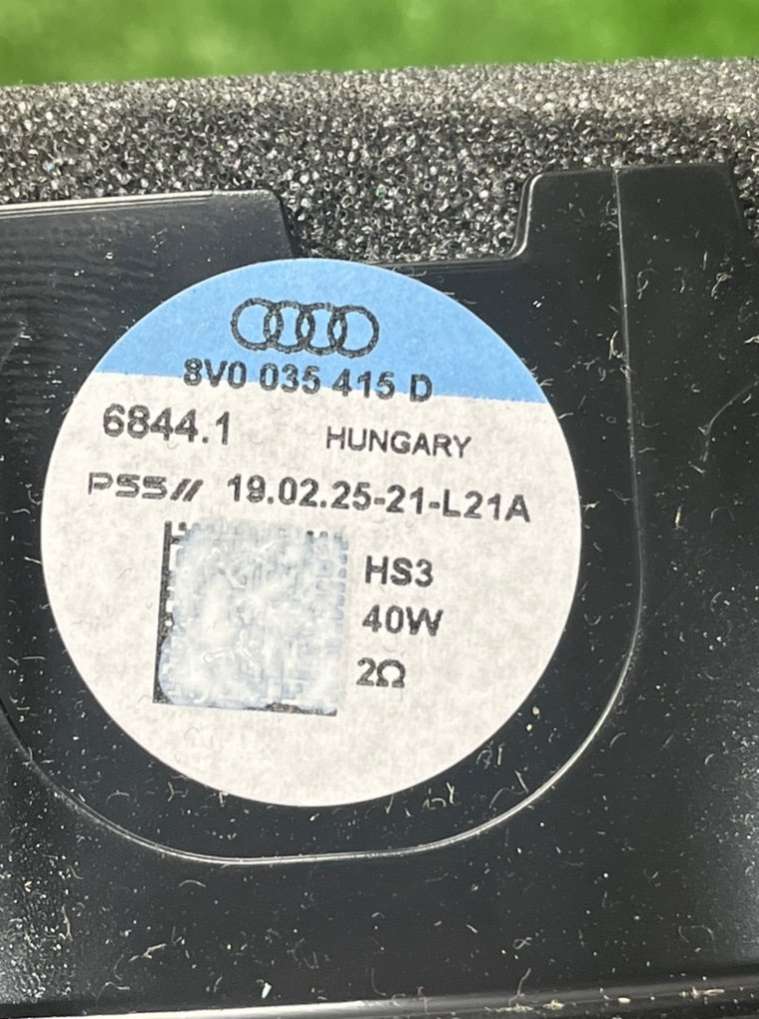 8V0 035 415 D
6844.1 HUNGARY
PSS// 19.02.25-21-L21A
HS3
40W
2Ω